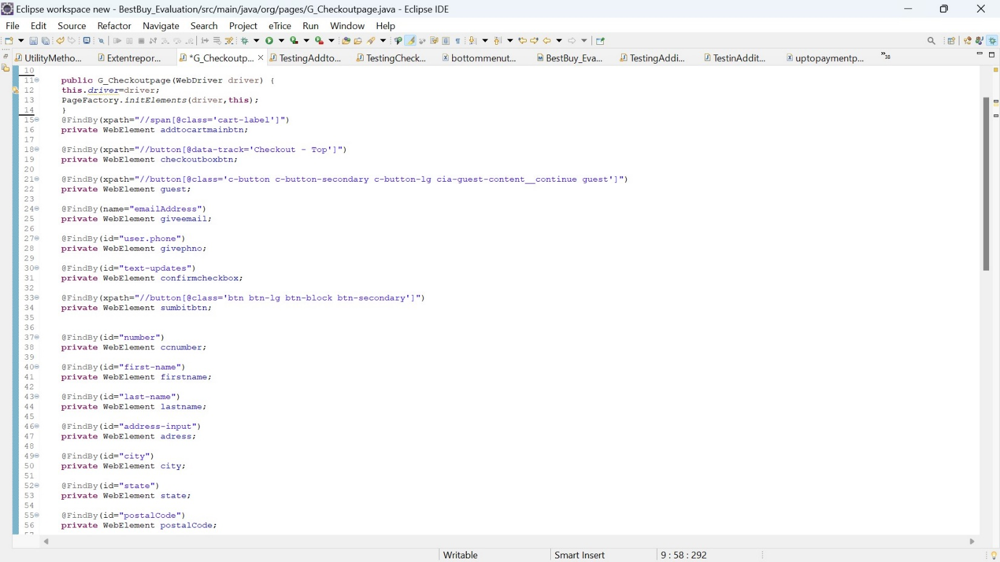 Eclipse workspace new - BestBuy_Evaluation/src/main/java/org/pages/G_Checkoutpage.java - Eclipse IDE
File Edit Source Refactor Navigate Search Project eTrice Run Window Help
UtilityMetho... Extentrepor... *G_Checkoutp... TestingAddto... TestingCheck... bottommenut... BestBuy_Eva... TestingAddi... TestinAddit... uptopaymentp... »38
10
11 public G_Checkoutpage(WebDriver driver) {
12 this.driver=driver;
13 PageFactory.initElements(driver,this);
14 }
15 @FindBy(xpath="//span[@class='cart-label']")
16 private WebElement addtocartmainbtn;
17
18 @FindBy(xpath="//button[@data-track='Checkout - Top']")
19 private WebElement checkoutboxbtn;
20
21 @FindBy(xpath="//button[@class='c-button c-button-secondary c-button-lg cia-guest-content__continue guest']")
22 private WebElement guest;
23
24 @FindBy(name="emailAddress")
25 private WebElement giveemail;
26
27 @FindBy(id="user.phone")
28 private WebElement givephno;
29
30 @FindBy(id="text-updates")
31 private WebElement confirmcheckbox;
32
33 @FindBy(xpath="//button[@class='btn btn-lg btn-block btn-secondary']")
34 private WebElement sumbitbtn;
35
36
37 @FindBy(id="number")
38 private WebElement ccnumber;
39
40 @FindBy(id="first-name")
41 private WebElement firstname;
42
43 @FindBy(id="last-name")
44 private WebElement lastname;
45
46 @FindBy(id="address-input")
47 private WebElement adress;
48
49 @FindBy(id="city")
50 private WebElement city;
51
52 @FindBy(id="state")
53 private WebElement state;
54
55 @FindBy(id="postalCode")
56 private WebElement postalCode;
Writable Smart Insert 9 : 58 : 292